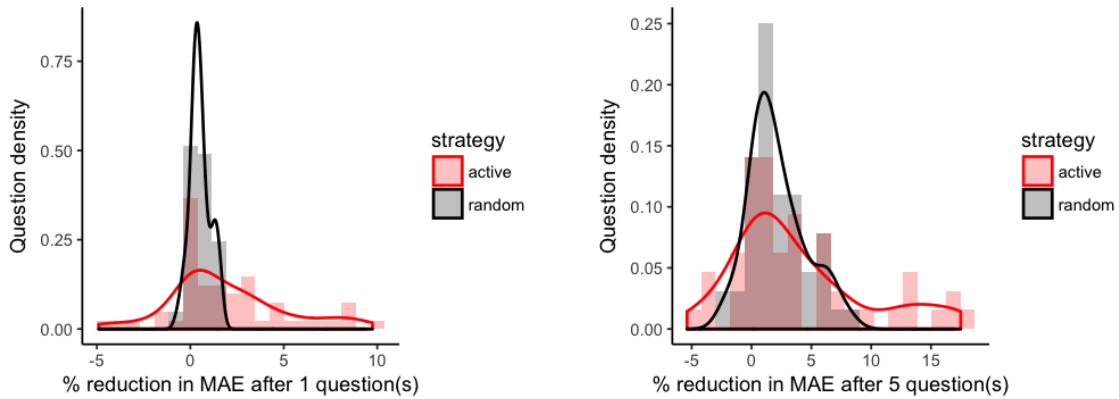 Question density
0.75
0.50
0.25
0.00
-5
0
5
10
% reduction in MAE after 1 question(s)
strategy
active
random
Question density
0.25
0.20
0.15
0.10
0.05
0.00
-5
0
5
10
15
% reduction in MAE after 5 question(s)
strategy
active
random